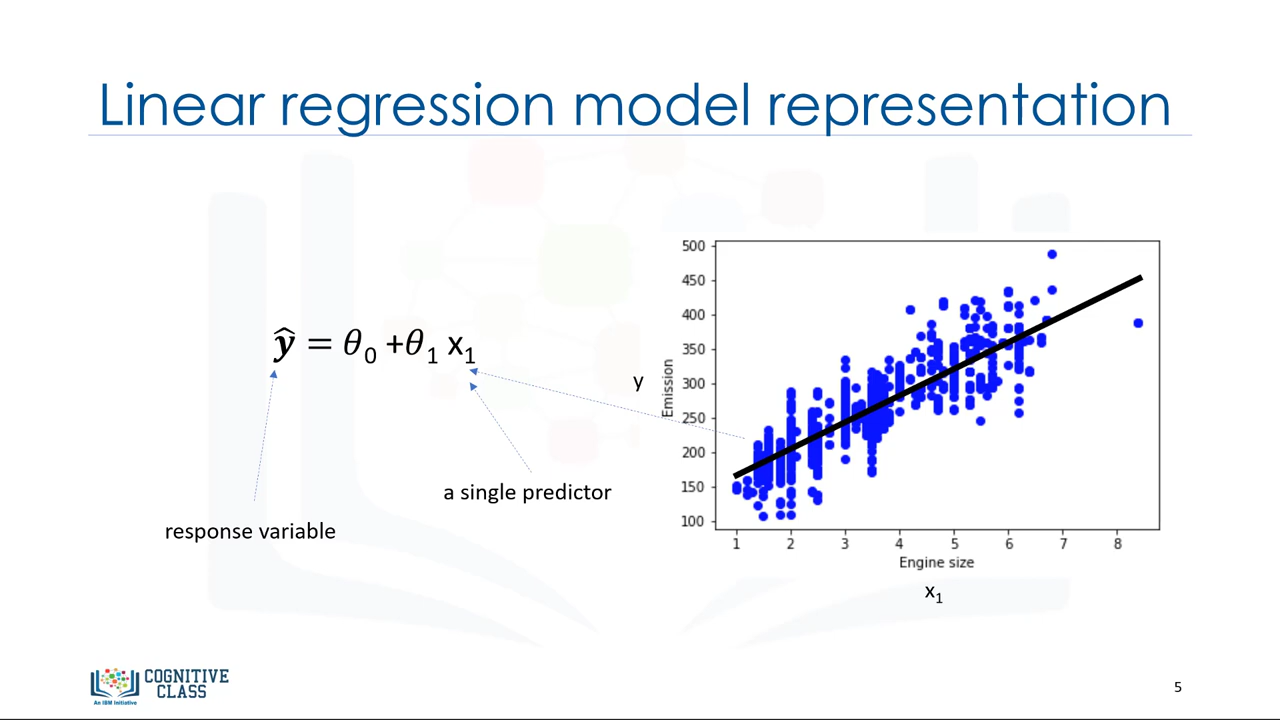 Linear regression model representation
ŷ = θ₀ +θ₁ x₁
response variable
a single predictor
y
Emission
500
450
400
350
300
250
200
150
100
1 2 3 4 5 6 7 8
Engine size
x₁
COGNITIVE
CLASS
An IBM Initiative
5